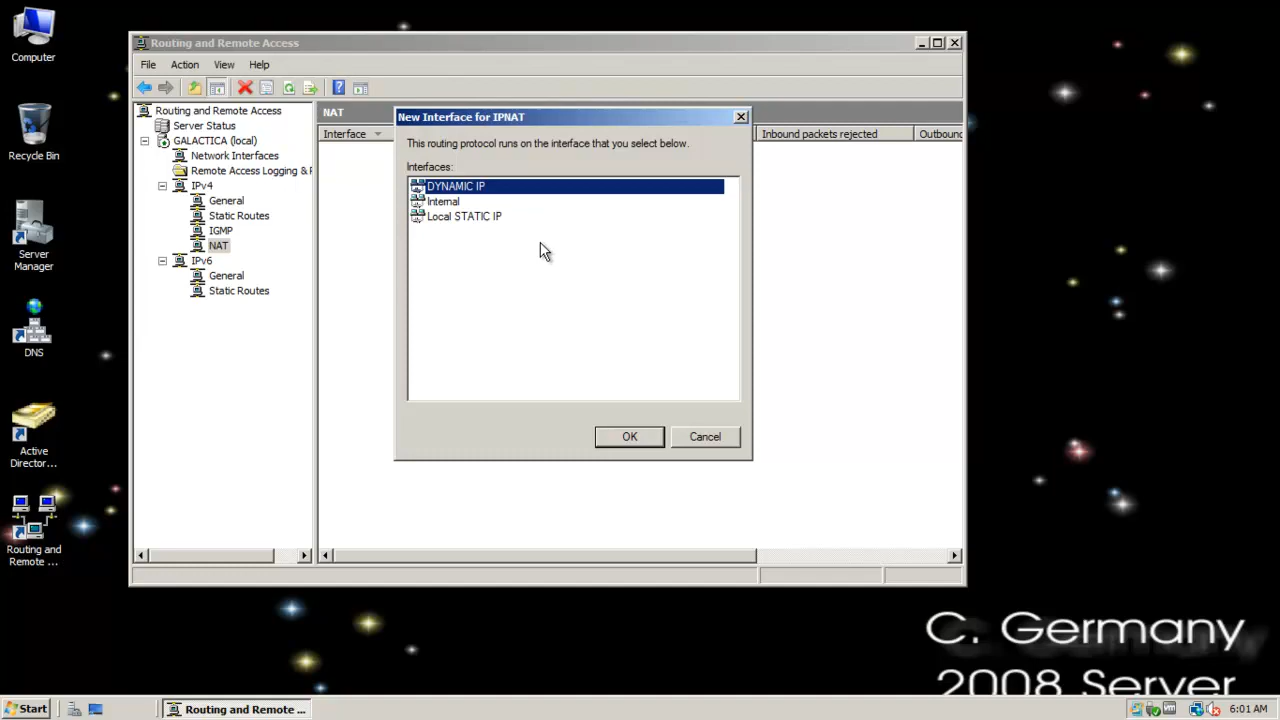 Computer
Recycle Bin
Server
Manager
DNS
Active
Director...
Routing and
Remote ...
Routing and Remote Access
File Action View Help
Routing and Remote Access
Server Status
GALACTICA (local)
Network Interfaces
Remote Access Logging & P
IPv4
General
Static Routes
IGMP
NAT
IPv6
General
Static Routes
NAT
Interface
Inbound packets rejected
Outbound
New Interface for IPNAT
This routing protocol runs on the interface that you select below.
Interfaces:
DYNAMIC IP
Internal
Local STATIC IP
OK
Cancel
C. Germany
2008 Server
Start
Routing and Remote ...
6:01 AM